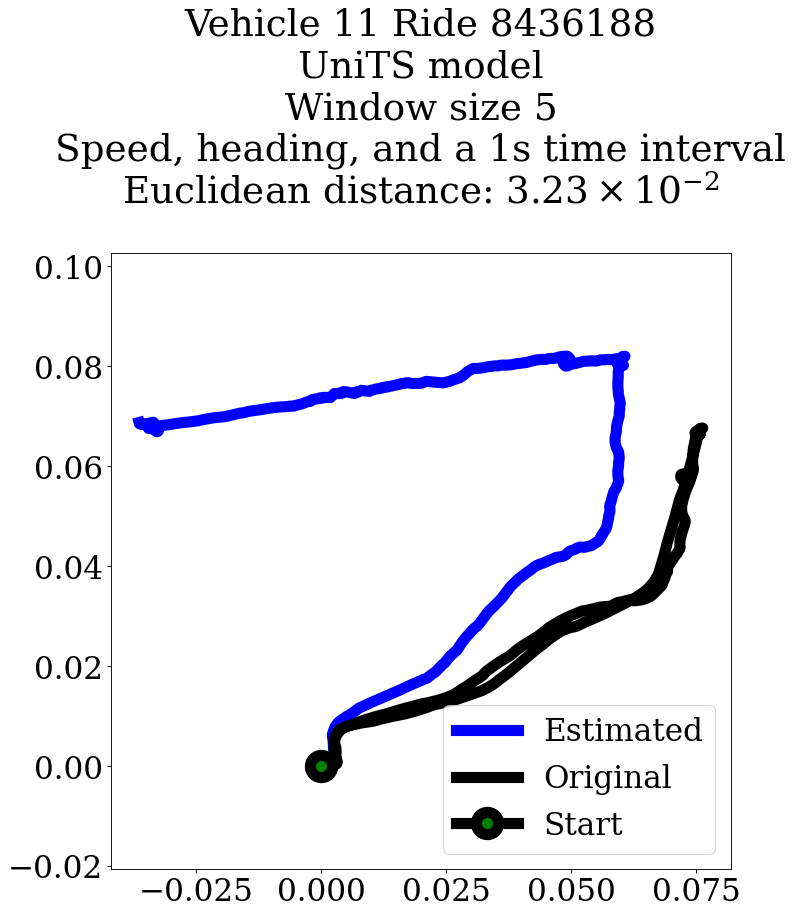 Vehicle 11 Ride 8436188
UniTS model
Window size 5
Speed, heading, and a 1s time interval
Euclidean distance: 3.23 × 10⁻²
0.10
0.08
0.06
0.04
0.02
0.00
−0.02
Estimated
Original
Start
−0.025 0.000 0.025 0.050 0.075